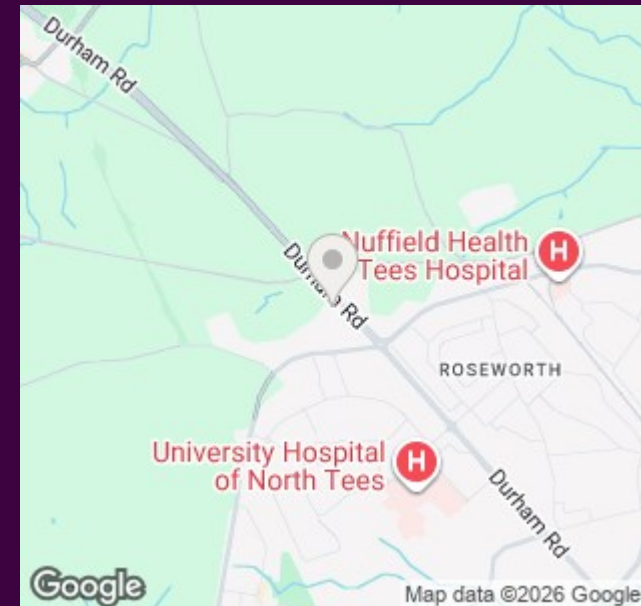 Durham Rd
Nuffield Health
Tees Hospital
H
Durham Rd
ROSEWORTH
University Hospital
of North Tees
H
Durham Rd
Google
Map data ©2026 Google